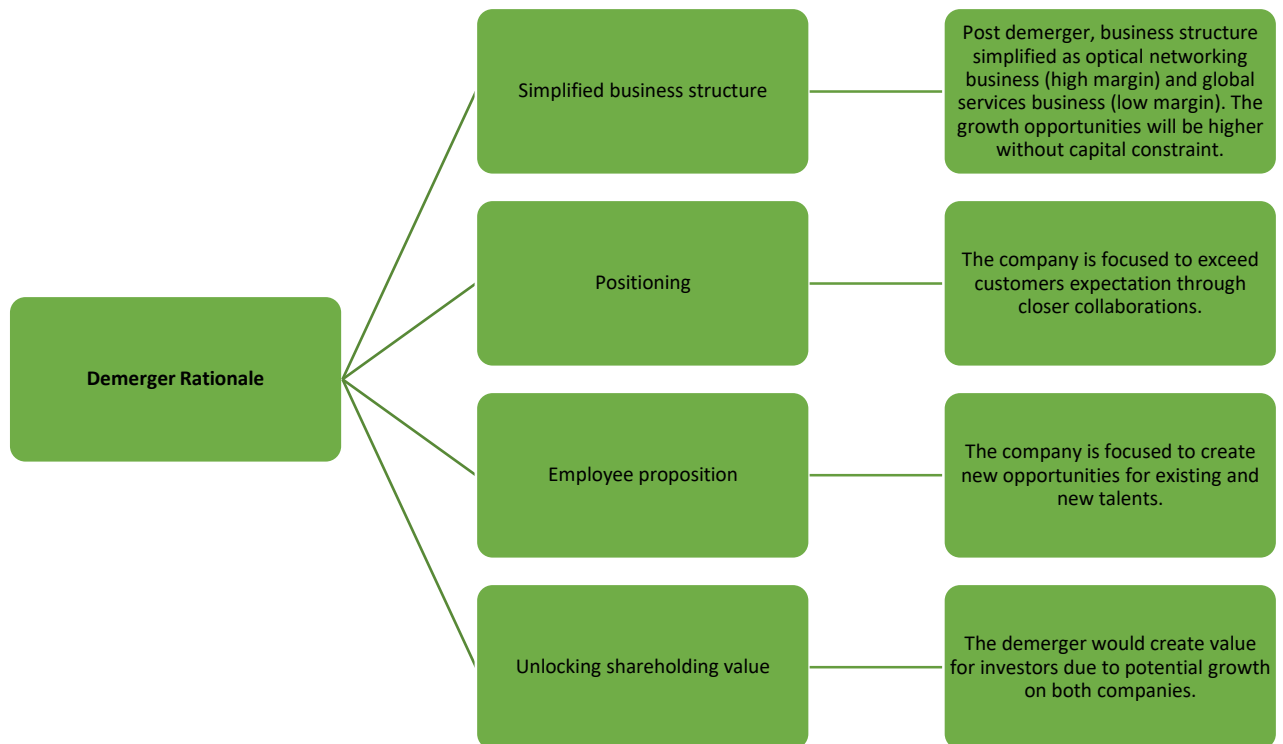 Demerger Rationale
Simplified business structure
Post demerger, business structure
simplified as optical networking
business (high margin) and global
services business (low margin). The
growth opportunities will be higher
without capital constraint.
Positioning
The company is focused to exceed
customers expectation through
closer collaborations.
Employee proposition
The company is focused to create
new opportunities for existing and
new talents.
Unlocking shareholding value
The demerger would create value
for investors due to potential growth
on both companies.